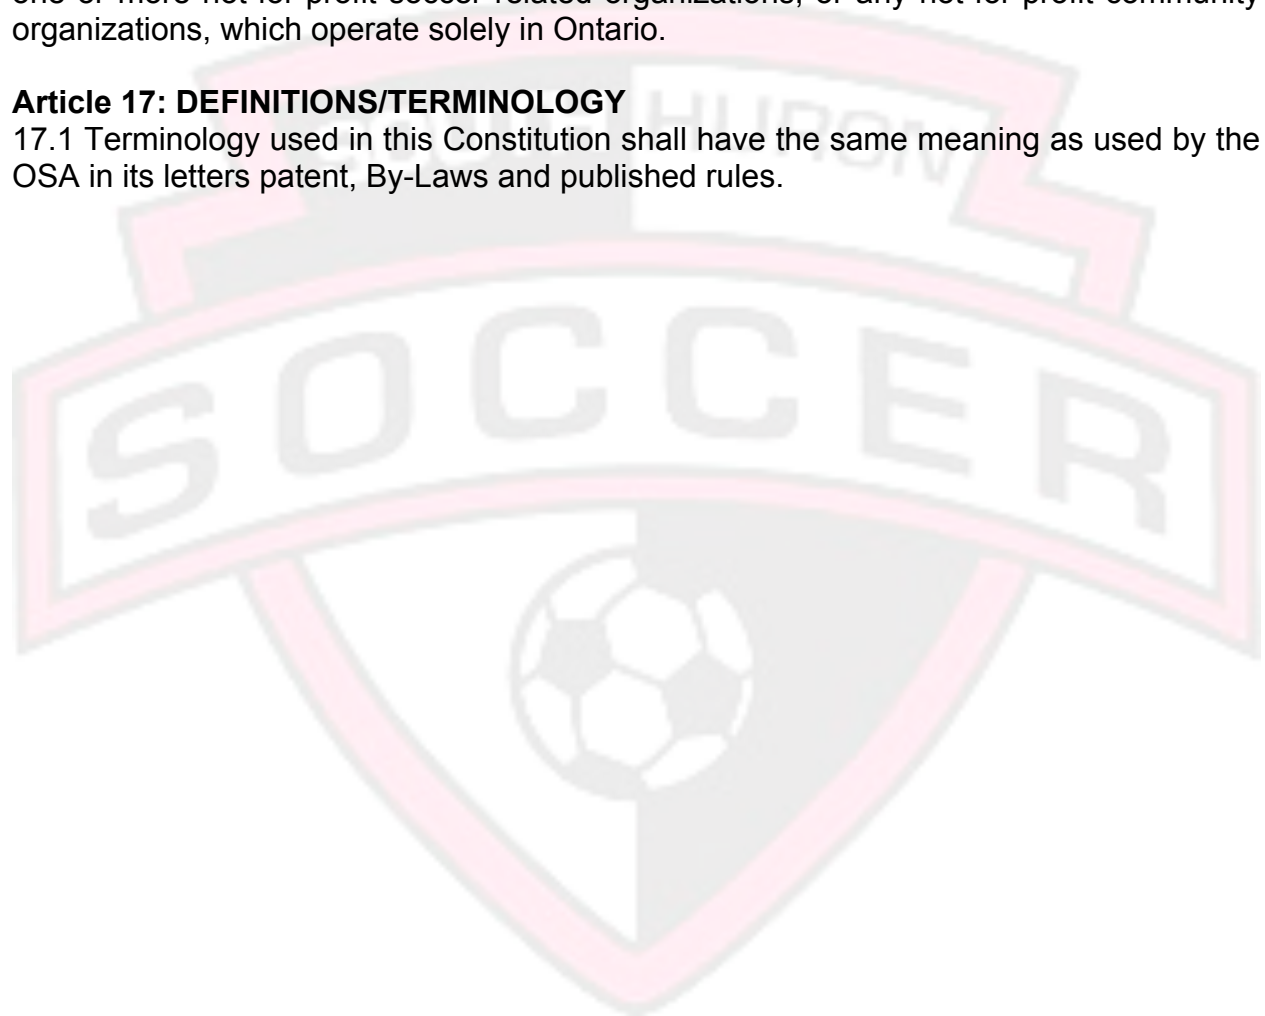 one or more not-for-profit soccer-related organizations, or any not-for-profit community
organizations, which operate solely in Ontario.
Article 17: DEFINITIONS/TERMINOLOGY
17.1 Terminology used in this Constitution shall have the same meaning as used by the
OSA in its letters patent, By-Laws and published rules.
SOUTH HURON
SOCCER